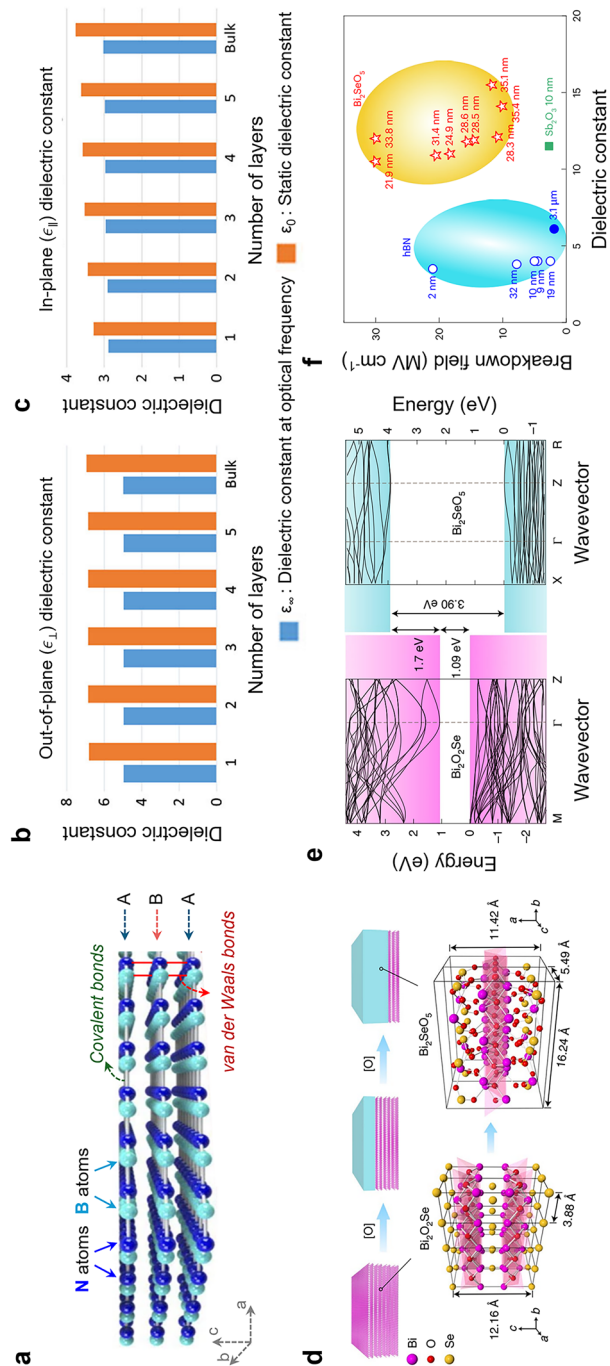 a
N atoms
B atoms
Covalent bonds
A
B
A
van der Waals bonds
c
b
a
b
Out-of-plane (ϵ⊥) dielectric constant
Dielectric constant
8
6
4
2
0
1
2
3
4
5
Bulk
Number of layers
c
In-plane (ϵ∥) dielectric constant
Dielectric constant
4
3
2
1
0
1
2
3
4
5
Bulk
Number of layers
ε∞ : Dielectric constant at optical frequency
ε0 : Static dielectric constant
d
[O]
[O]
Bi
O
Se
Bi2O2Se
12.16 Å
3.88 Å
c
b
a
Bi2SeO5
11.42 Å
16.24 Å
5.49 Å
a
b
c
e
Energy (eV)
4
3
2
1
0
−1
−2
Bi2O2Se
M
Γ
Z
Wavevector
1.7 eV
1.09 eV
3.90 eV
Bi2SeO5
X
Γ
Z
R
Wavevector
5
4
3
2
1
0
−1
Energy (eV)
f
Breakdown field (MV cm-1)
30
20
10
0
hBN
2 nm
32 nm
10 nm
9 nm
19 nm
3.1 μm
Bi2SeO5
21.9 nm
33.8 nm
31.4 nm
24.9 nm
28.6 nm
28.5 nm
28.3 nm
35.4 nm
35.1 nm
Sb2O3 10 nm
0
5
10
15
20
Dielectric constant